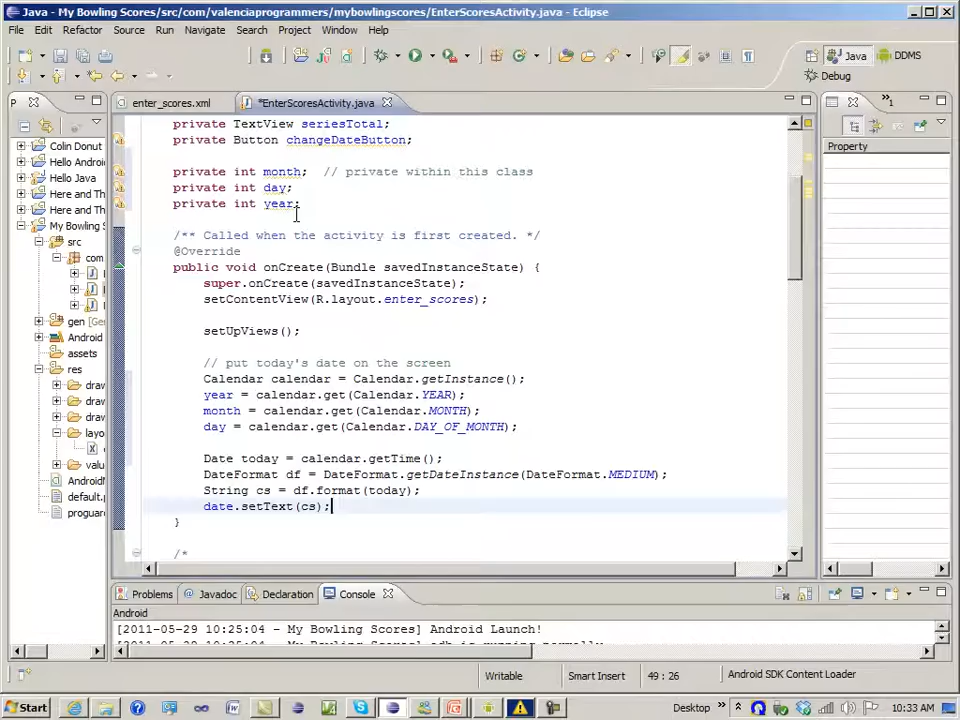 Java - My Bowling Scores/src/com/valenciaprogrammers/mybowlingscores/EnterScoresActivity.java - Eclipse
File Edit Refactor Source Run Navigate Search Project Window Help
Java DDMS
Debug
P enter_scores.xml *EnterScoresActivity.java
Property
Colin Donut
Hello Andro
Hello Java
Here and Th
Here and Th
My Bowling
src
com
gen [Ge
Android
assets
res
draw
draw
draw
layo
valu
AndroidM
default.p
proguard
private TextView seriesTotal;
private Button changeDateButton;
private int month; // private within this class
private int day;
private int year;
/** Called when the activity is first created. */
@Override
public void onCreate(Bundle savedInstanceState) {
super.onCreate(savedInstanceState);
setContentView(R.layout.enter_scores);
setUpViews();
// put today's date on the screen
Calendar calendar = Calendar.getInstance();
year = calendar.get(Calendar.YEAR);
month = calendar.get(Calendar.MONTH);
day = calendar.get(Calendar.DAY_OF_MONTH);
Date today = calendar.getTime();
DateFormat df = DateFormat.getDateInstance(DateFormat.MEDIUM);
String cs = df.format(today);
date.setText(cs);
}
/*
Problems Javadoc Declaration Console
Android
[2011-05-29 10:25:04 - My Bowling Scores] Android Launch!
Writable Smart Insert 49 : 26 Android SDK Content Loader
Start Desktop 10:33 AM